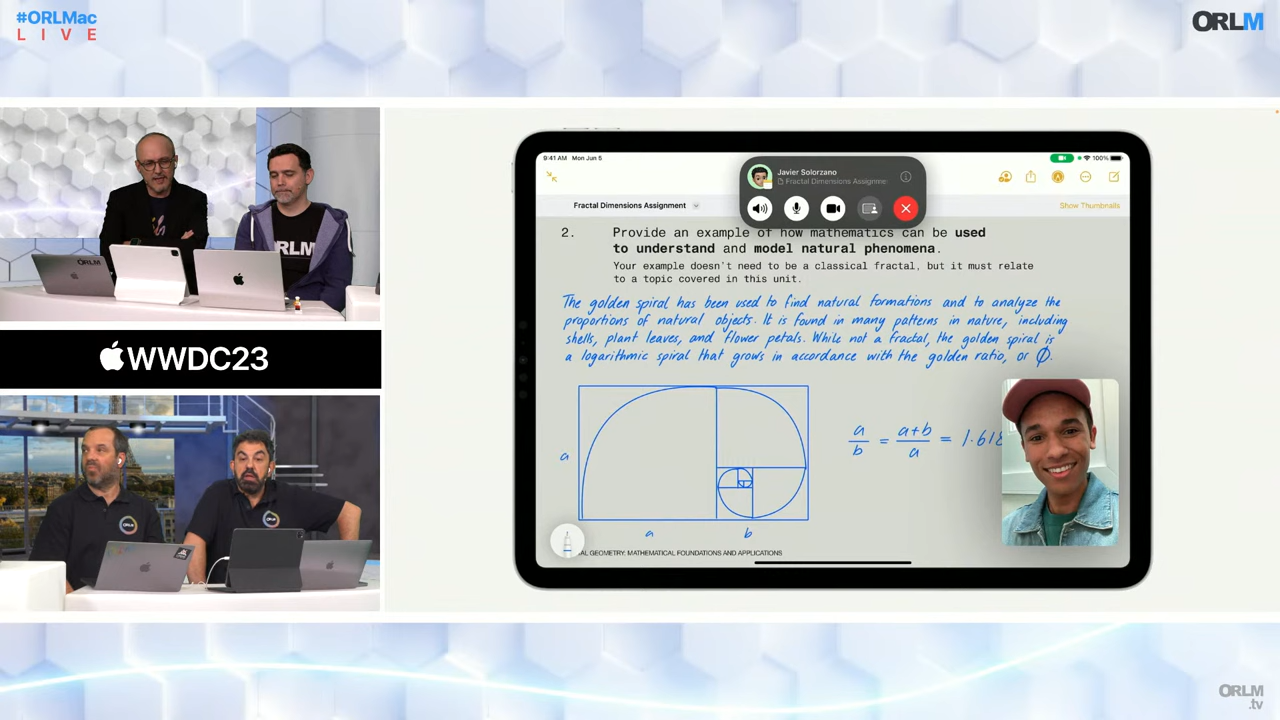 #ORLMac
LIVE
ORLM
ORLM
ORLM
WWDC23
9:41 AM Mon Jun 5
100%
Javier Solorzano
Fractal Dimensions Assignme
Fractal Dimensions Assignment
Show Thumbnails
2. Provide an example of how mathematics can be used
to understand and model natural phenomena.
Your example doesn't need to be a classical fractal, but it must relate
to a topic covered in this unit.
The golden spiral has been used to find natural formations and to analyze the
proportions of natural objects. It is found in many patterns in nature, including
shells, plant leaves, and flower petals. While not a fractal, the golden spiral is
a logarithmic spiral that grows in accordance with the golden ratio, or Φ.
a
a b
a/b = a+b/a = 1.618
AL GEOMETRY: MATHEMATICAL FOUNDATIONS AND APPLICATIONS
ORLM
.tv